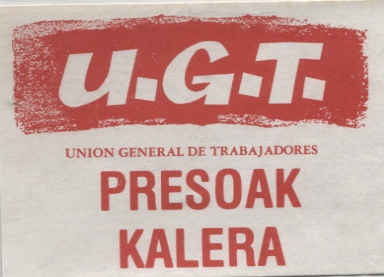 U.G.T.
UNION GENERAL DE TRABAJADORES
PRESOAK
KALERA